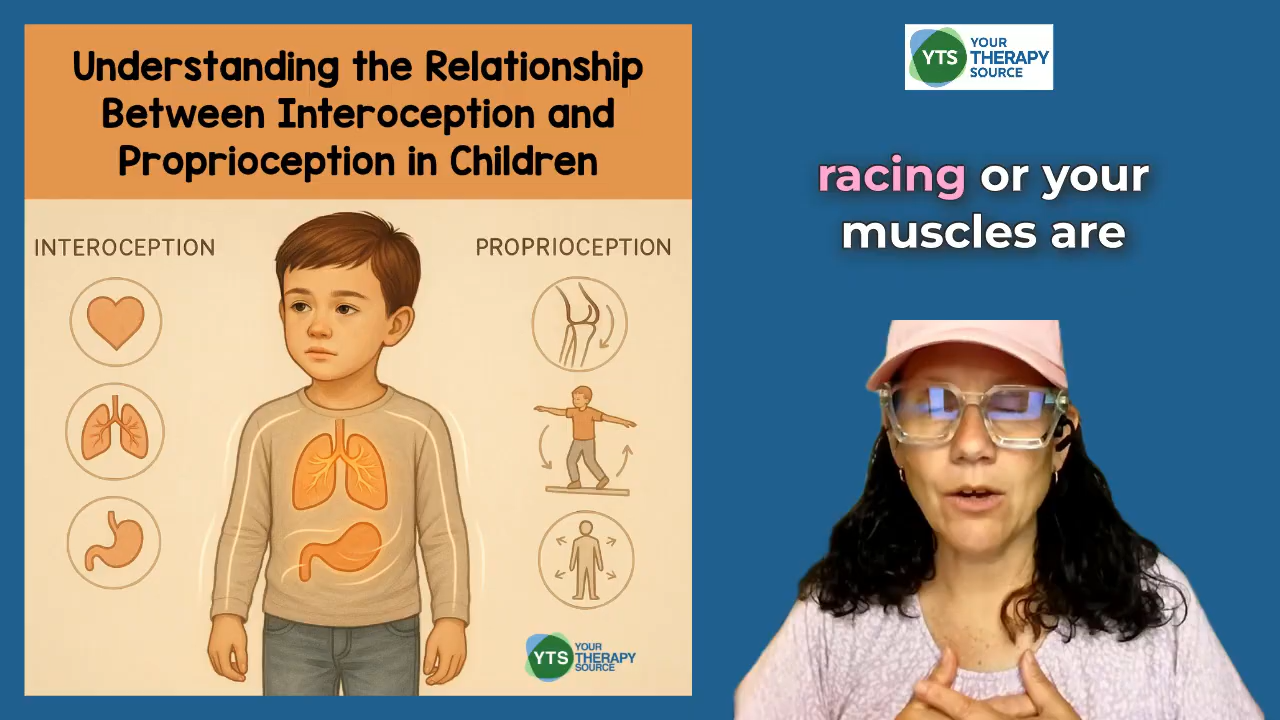 Understanding the Relationship
Between Interoception and
Proprioception in Children
INTEROCEPTION
PROPRIOCEPTION
YTS YOUR
THERAPY
SOURCE
YTS YOUR
THERAPY
SOURCE
racing or your
muscles are